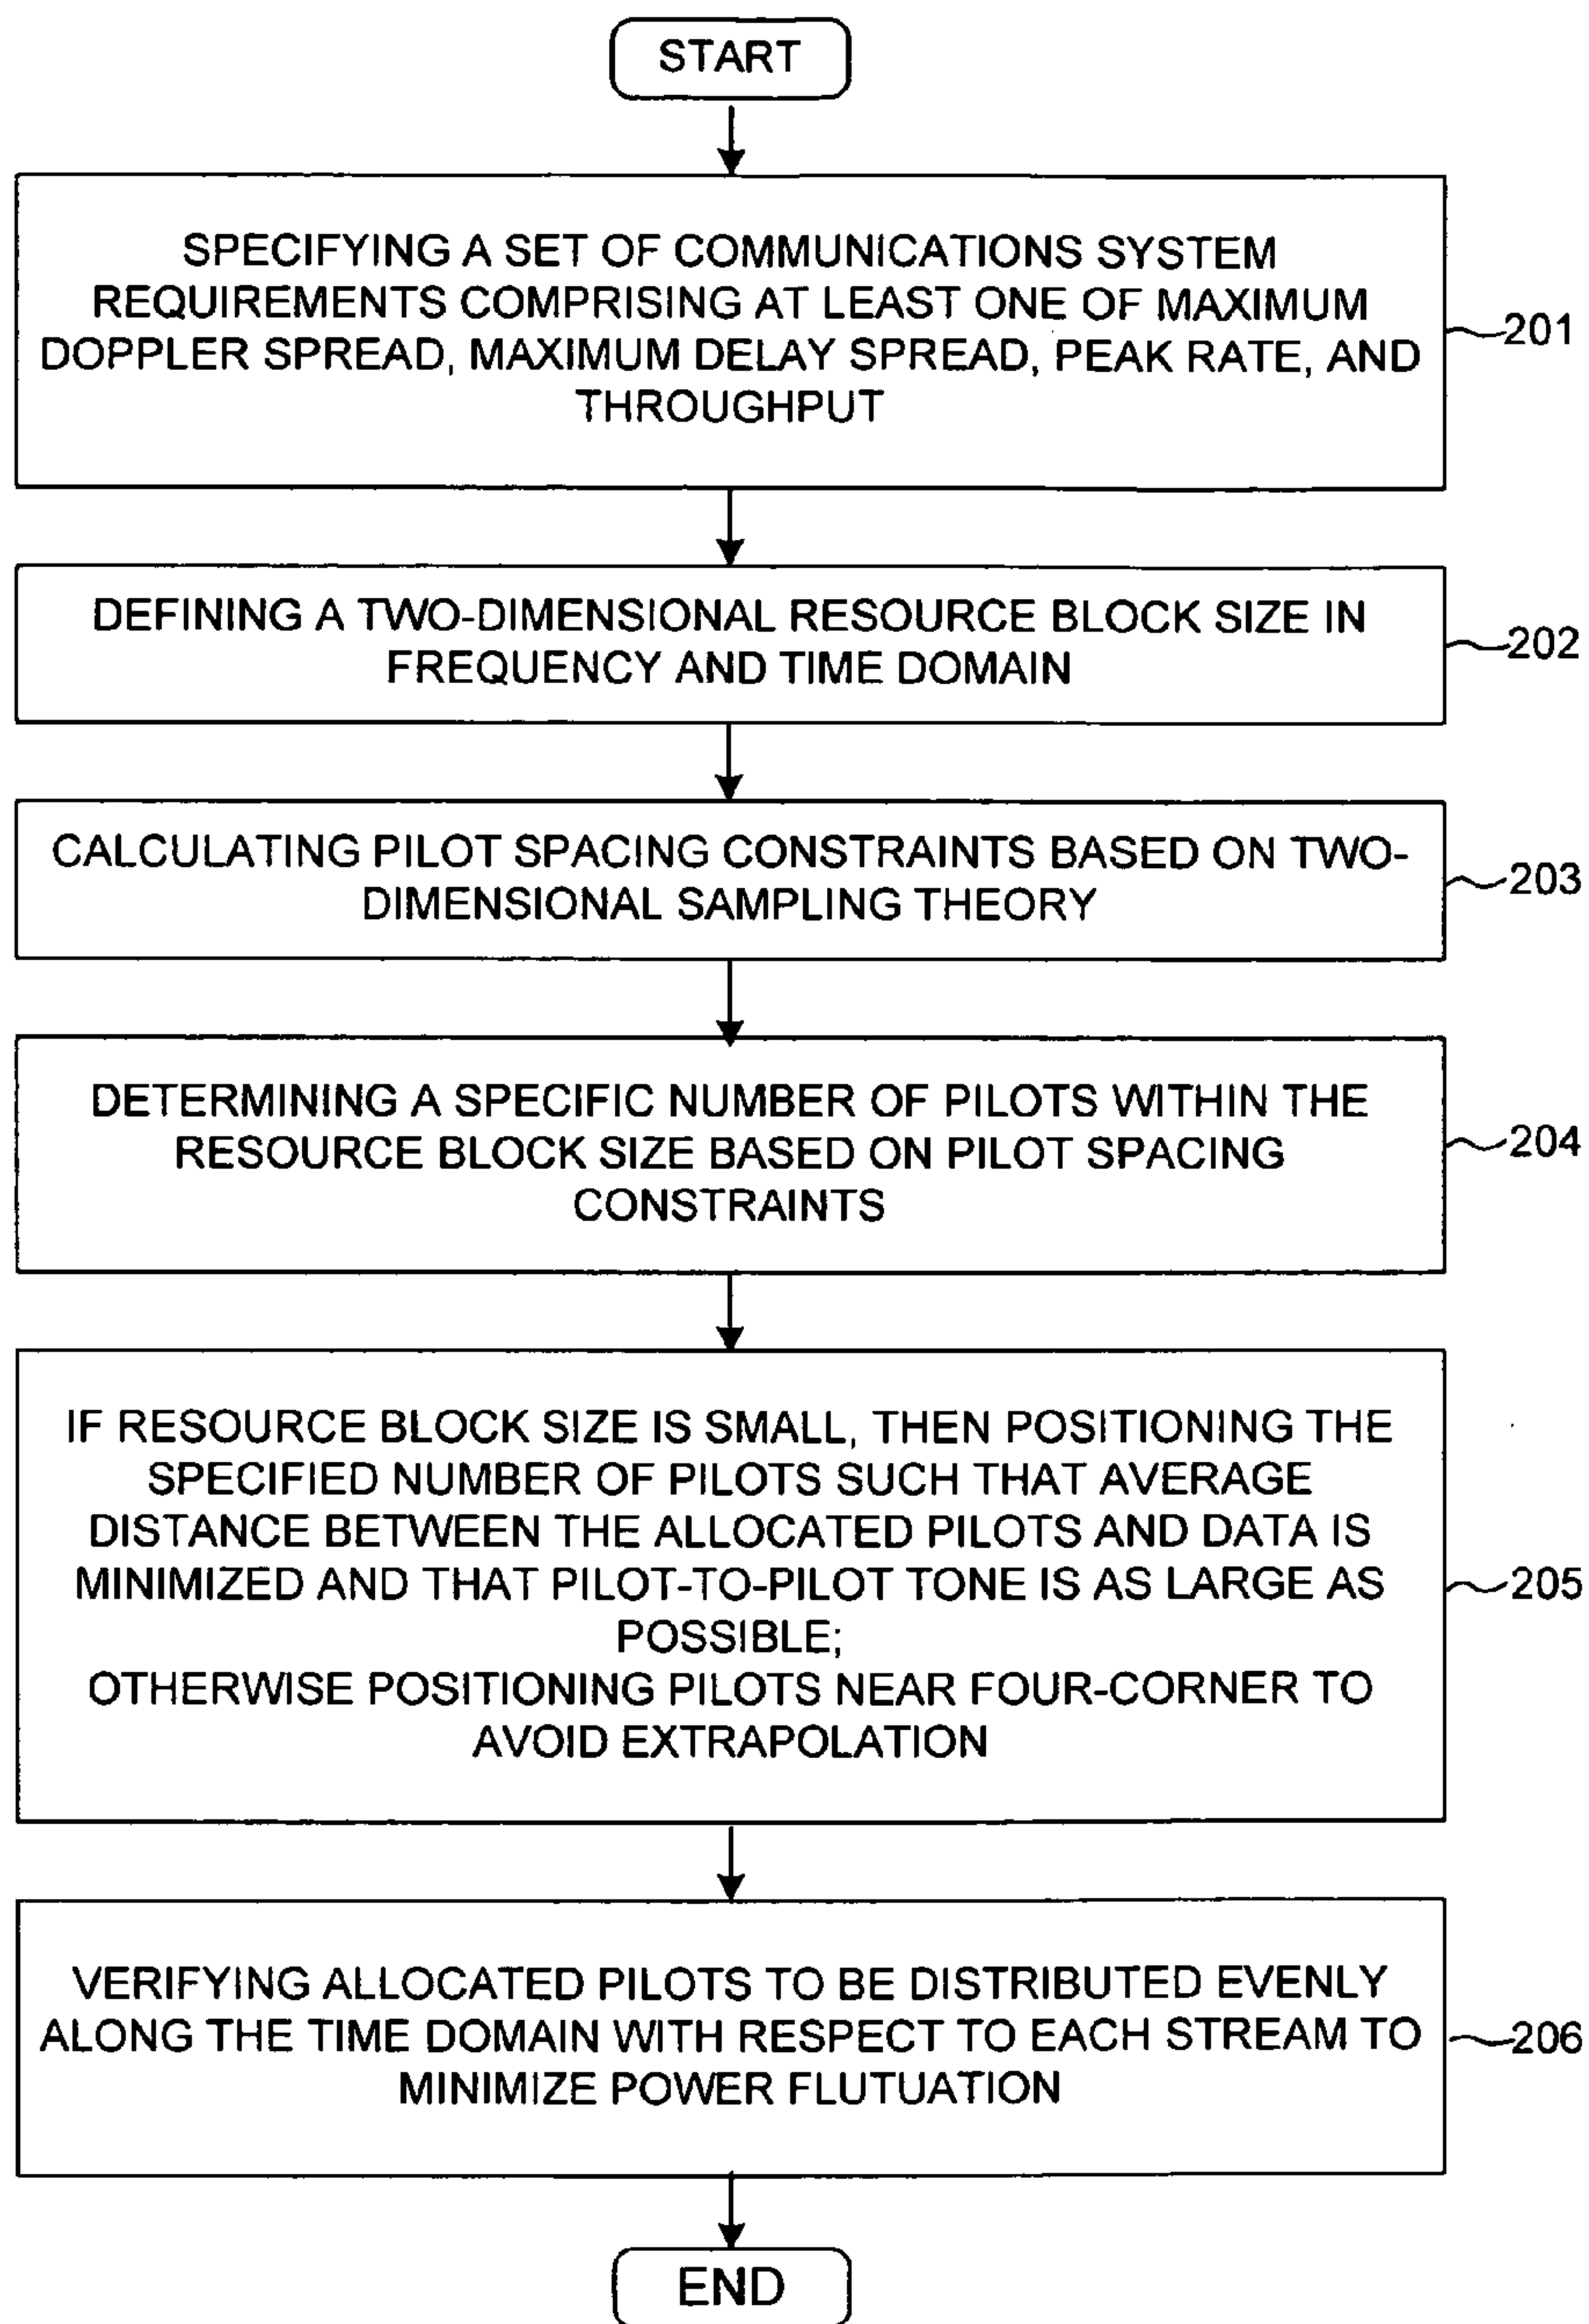 START
SPECIFYING A SET OF COMMUNICATIONS SYSTEM
REQUIREMENTS COMPRISING AT LEAST ONE OF MAXIMUM
DOPPLER SPREAD, MAXIMUM DELAY SPREAD, PEAK RATE, AND
THROUGHPUT
201
DEFINING A TWO-DIMENSIONAL RESOURCE BLOCK SIZE IN
FREQUENCY AND TIME DOMAIN
202
CALCULATING PILOT SPACING CONSTRAINTS BASED ON TWO-
DIMENSIONAL SAMPLING THEORY
203
DETERMINING A SPECIFIC NUMBER OF PILOTS WITHIN THE
RESOURCE BLOCK SIZE BASED ON PILOT SPACING
CONSTRAINTS
204
IF RESOURCE BLOCK SIZE IS SMALL, THEN POSITIONING THE
SPECIFIED NUMBER OF PILOTS SUCH THAT AVERAGE
DISTANCE BETWEEN THE ALLOCATED PILOTS AND DATA IS
MINIMIZED AND THAT PILOT-TO-PILOT TONE IS AS LARGE AS
POSSIBLE;
OTHERWISE POSITIONING PILOTS NEAR FOUR-CORNER TO
AVOID EXTRAPOLATION
205
VERIFYING ALLOCATED PILOTS TO BE DISTRIBUTED EVENLY
ALONG THE TIME DOMAIN WITH RESPECT TO EACH STREAM TO
MINIMIZE POWER FLUTUATION
206
END